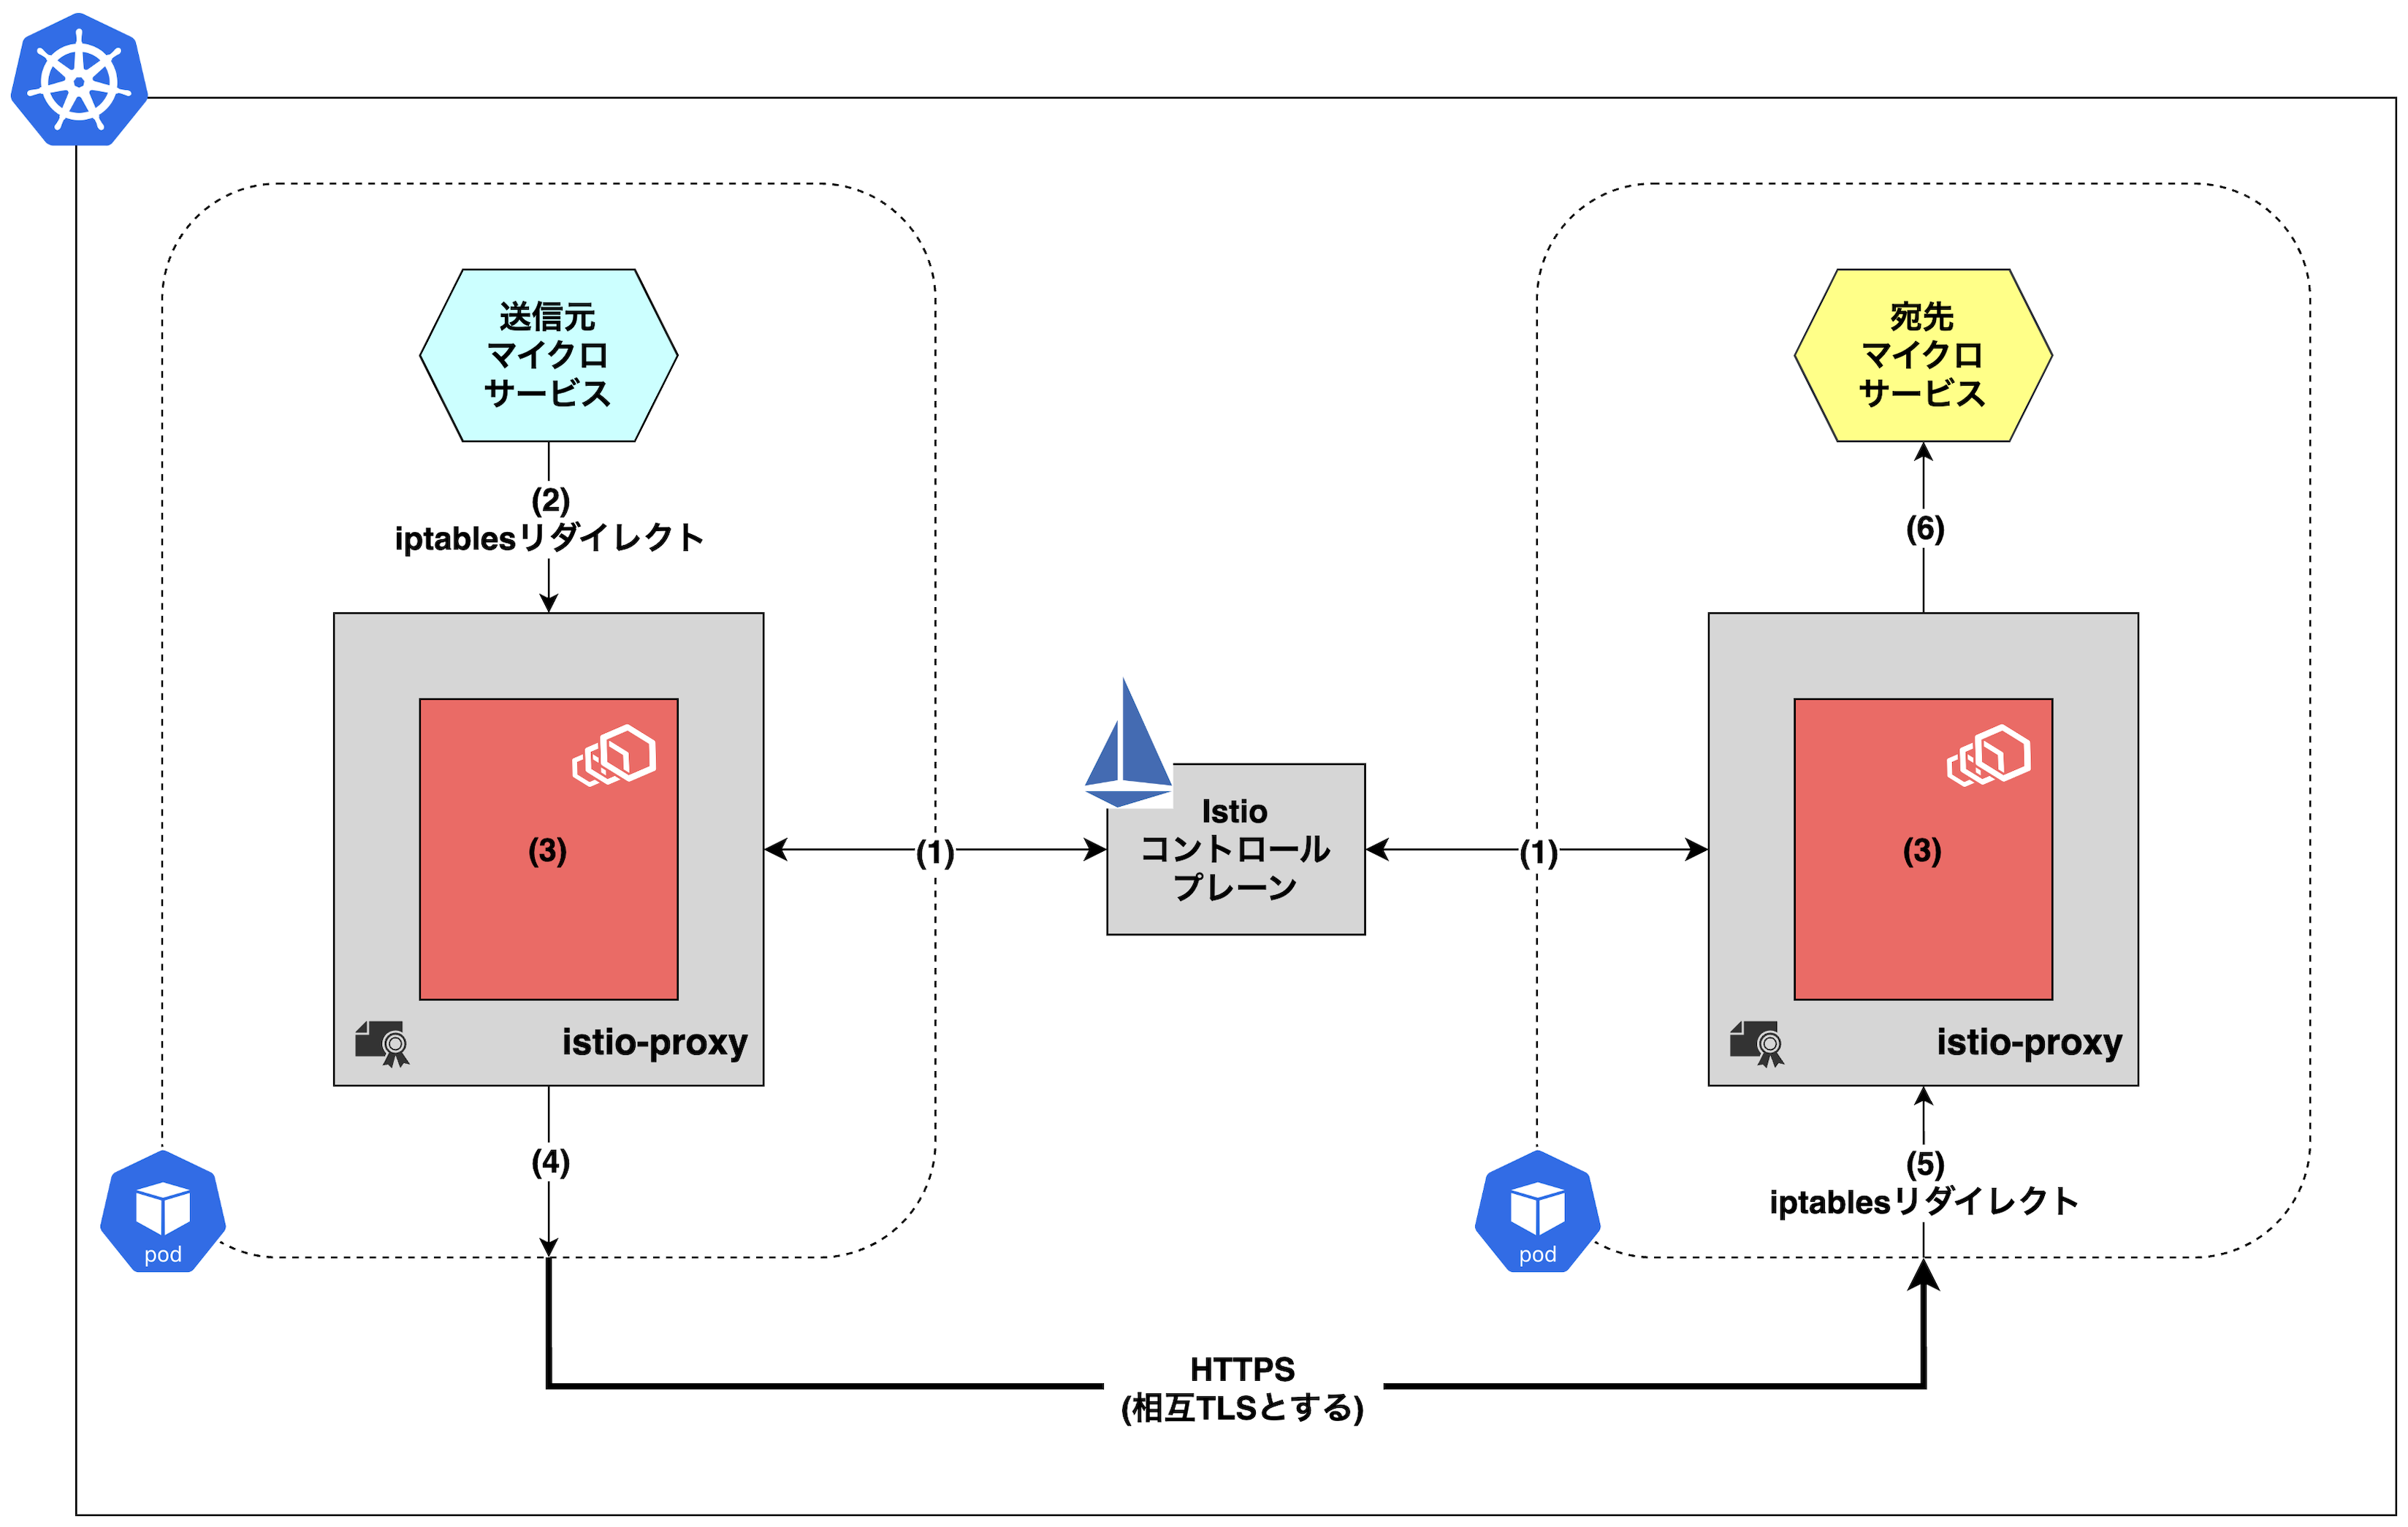 送信元
マイクロ
サービス
(2)
iptablesリダイレクト
(3)
istio-proxy
(4)
pod
(1)
Istio
コントロール
プレーン
(1)
宛先
マイクロ
サービス
(6)
(3)
istio-proxy
(5)
iptablesリダイレクト
pod
HTTPS
(相互TLSとする)